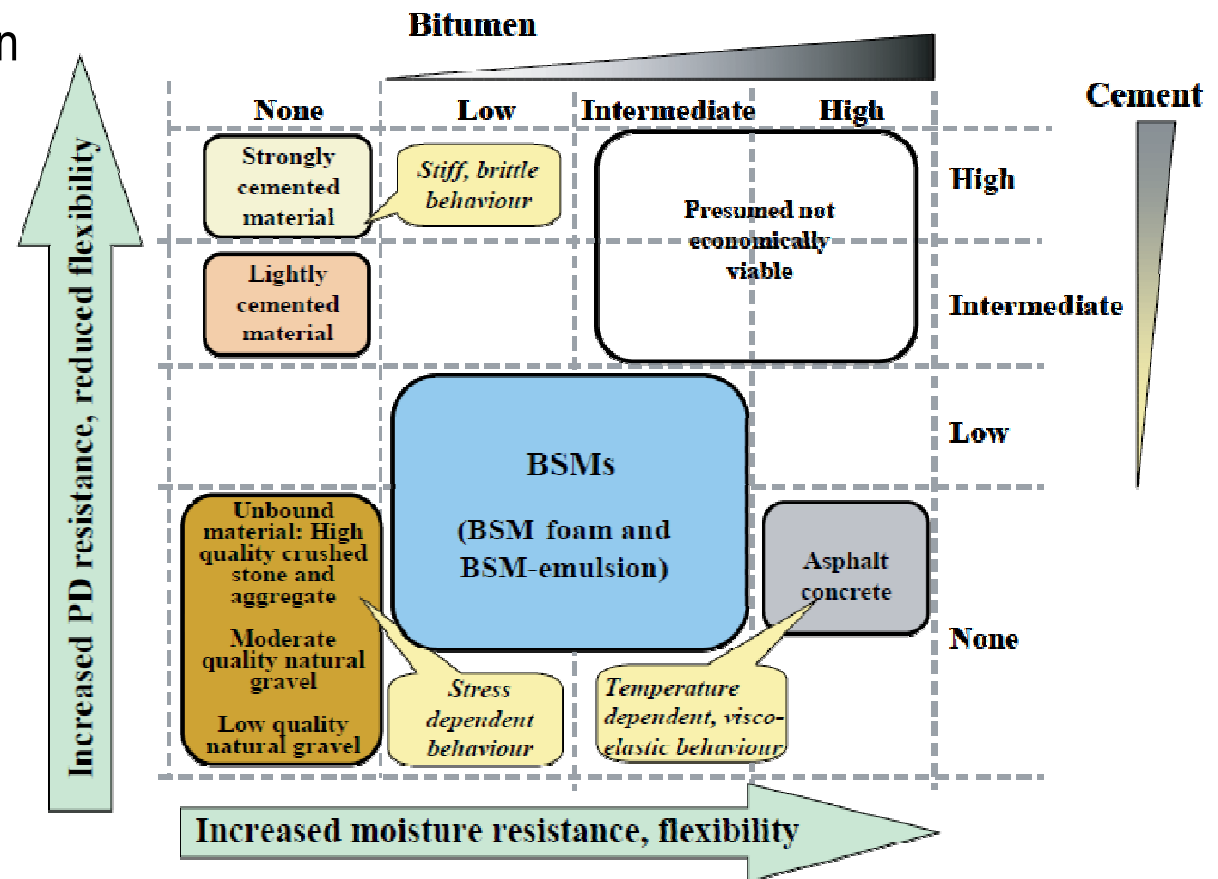 n
Bitumen
Cement
None
Low
Intermediate
High
Strongly
cemented
material
Stiff, brittle
behaviour
Presumed not
economically
viable
High
Lightly
cemented
material
Intermediate
BSMs
(BSM foam and
BSM-emulsion)
Low
Unbound
material: High
quality crushed
stone and
aggregate
Moderate
quality natural
gravel
Low quality
natural gravel
Asphalt
concrete
None
Stress
dependent
behaviour
Temperature
dependent, visco-
elastic behaviour
Increased PD resistance, reduced flexibility
Increased moisture resistance, flexibility